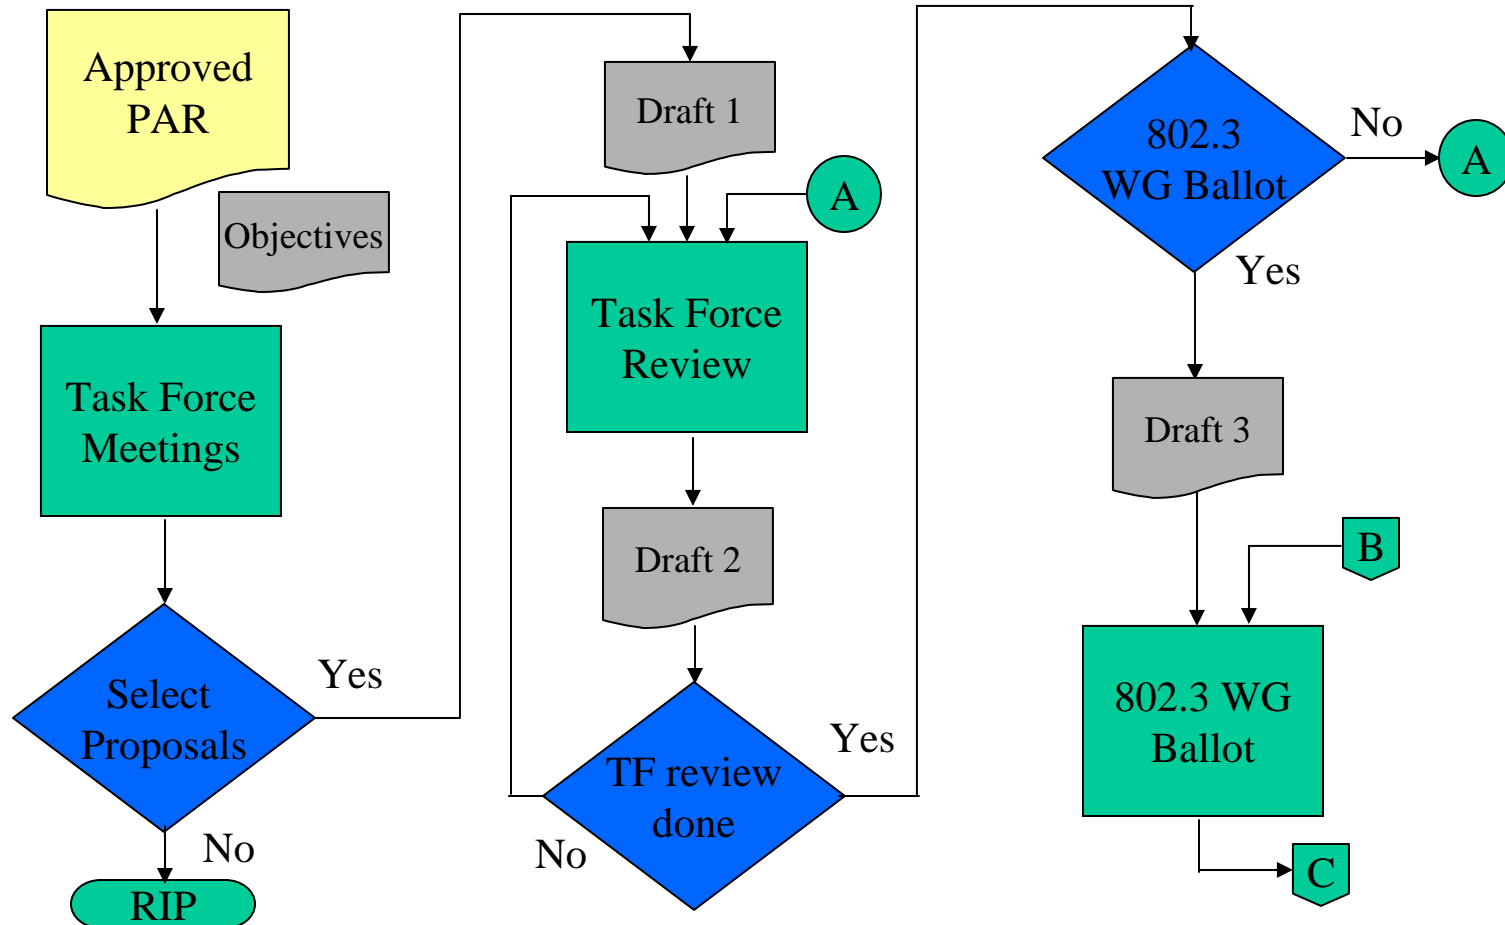 Approved
PAR
Objectives
Task Force
Meetings
Select
Proposals
Yes
No
RIP
Draft 1
A
Task Force
Review
Draft 2
TF review
done
Yes
No
802.3
WG Ballot
No
A
Yes
Draft 3
B
802.3 WG
Ballot
C